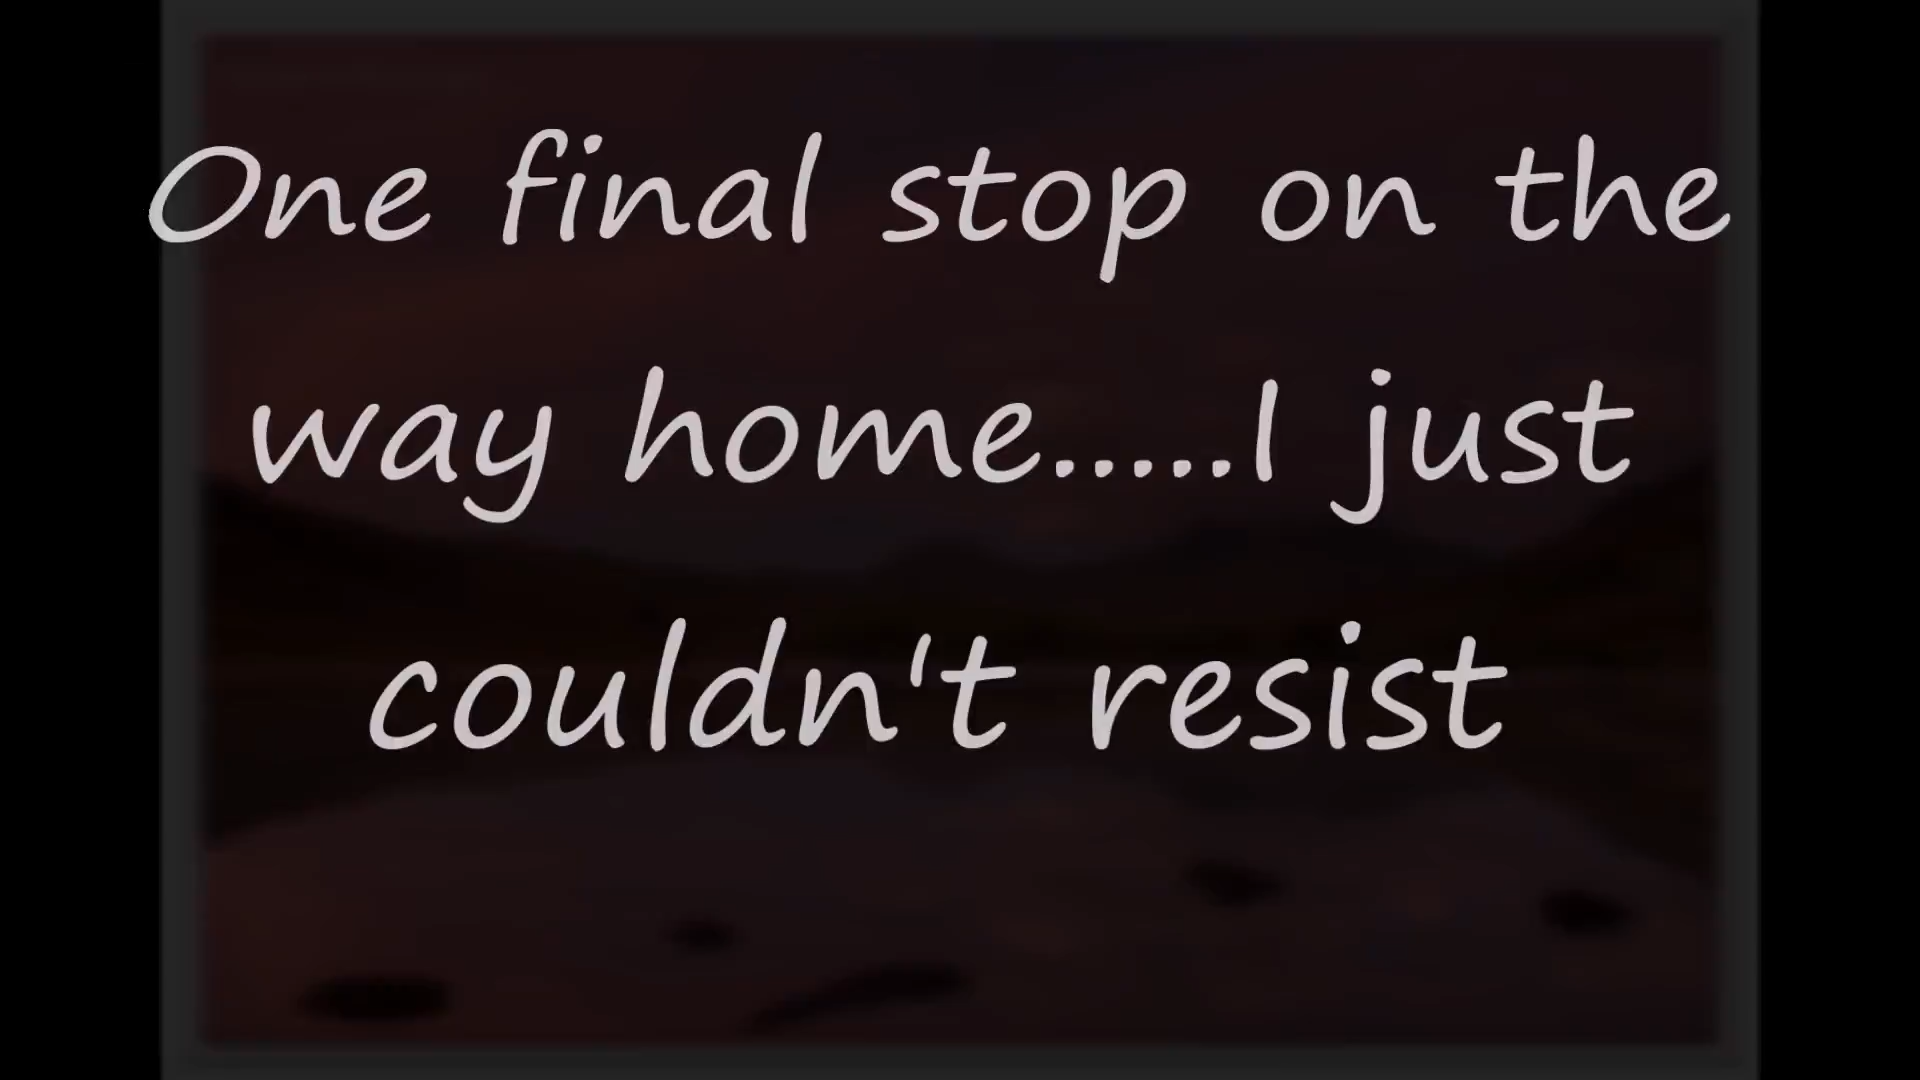 One final stop on the
way home.....I just
couldn't resist